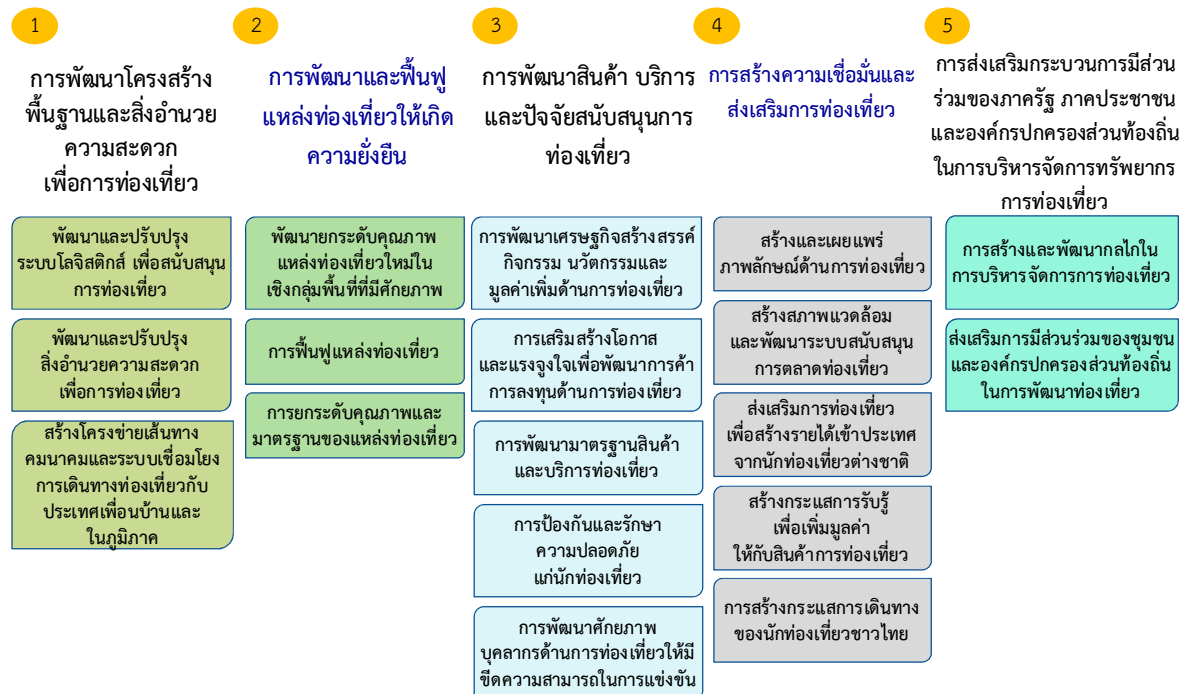 1
การพัฒนาโครงสร้าง
พื้นฐานและสิ่งอำนวย
ความสะดวก
เพื่อการท่องเที่ยว
พัฒนาและปรับปรุง
ระบบโลจิสติกส์ เพื่อสนับสนุน
การท่องเที่ยว
พัฒนาและปรับปรุง
สิ่งอำนวยความสะดวก
เพื่อการท่องเที่ยว
สร้างโครงข่ายเส้นทาง
คมนาคมและระบบเชื่อมโยง
การเดินทางท่องเที่ยวกับ
ประเทศเพื่อนบ้านและ
ในภูมิภาค
2
การพัฒนาและฟื้นฟู
แหล่งท่องเที่ยวให้เกิด
ความยั่งยืน
พัฒนายกระดับคุณภาพ
แหล่งท่องเที่ยวใหม่ใน
เชิงกลุ่มพื้นที่ที่มีศักยภาพ
การฟื้นฟูแหล่งท่องเที่ยว
การยกระดับคุณภาพและ
มาตรฐานของแหล่งท่องเที่ยว
3
การพัฒนาสินค้า บริการ
และปัจจัยสนับสนุนการ
ท่องเที่ยว
การพัฒนาเศรษฐกิจสร้างสรรค์
กิจกรรม นวัตกรรมและ
มูลค่าเพิ่มด้านการท่องเที่ยว
การเสริมสร้างโอกาส
และแรงจูงใจเพื่อพัฒนาการค้า
การลงทุนด้านการท่องเที่ยว
การพัฒนามาตรฐานสินค้า
และบริการท่องเที่ยว
การป้องกันและรักษา
ความปลอดภัย
แก่นักท่องเที่ยว
การพัฒนาศักยภาพ
บุคลากรด้านการท่องเที่ยวให้มี
ขีดความสามารถในการแข่งขัน
4
การสร้างความเชื่อมั่นและ
ส่งเสริมการท่องเที่ยว
สร้างและเผยแพร่
ภาพลักษณ์ด้านการท่องเที่ยว
สร้างสภาพแวดล้อม
และพัฒนาระบบสนับสนุน
การตลาดท่องเที่ยว
ส่งเสริมการท่องเที่ยว
เพื่อสร้างรายได้เข้าประเทศ
จากนักท่องเที่ยวต่างชาติ
สร้างกระแสการรับรู้
เพื่อเพิ่มมูลค่า
ให้กับสินค้าการท่องเที่ยว
การสร้างกระแสการเดินทาง
ของนักท่องเที่ยวชาวไทย
5
การส่งเสริมกระบวนการมีส่วน
ร่วมของภาครัฐ ภาคประชาชน
และองค์กรปกครองส่วนท้องถิ่น
ในการบริหารจัดการทรัพยากร
การท่องเที่ยว
การสร้างและพัฒนากลไกใน
การบริหารจัดการการท่องเที่ยว
ส่งเสริมการมีส่วนร่วมของชุมชน
และองค์กรปกครองส่วนท้องถิ่น
ในการพัฒนาท่องเที่ยว